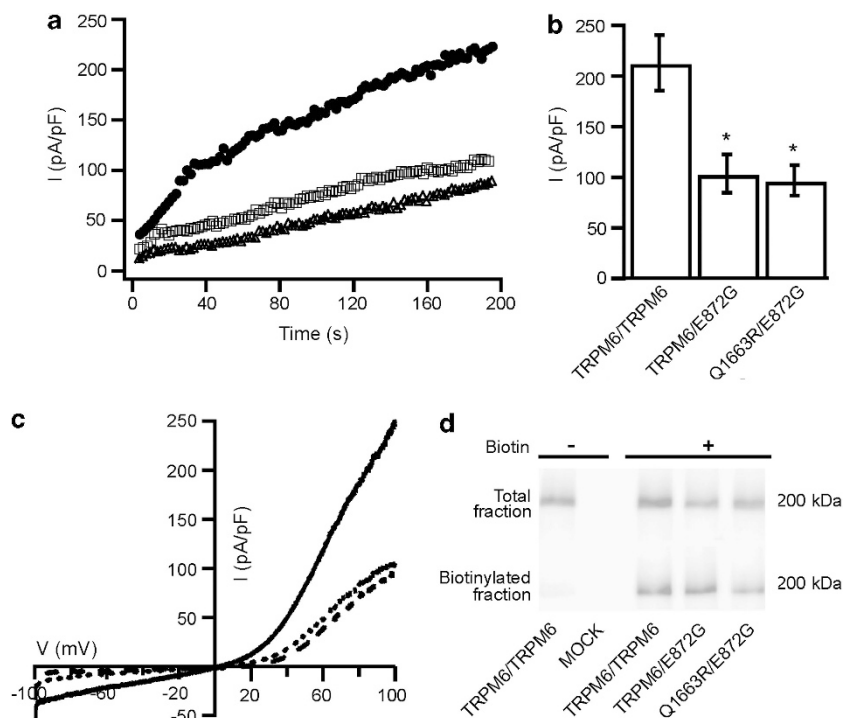 a
I (pA/pF)
250
200
150
100
50
0
0
40
80
120
160
200
Time (s)
b
I (pA/pF)
250
200
150
100
50
0
*
*
TRPM6/TRPM6
TRPM6/E872G
Q1663R/E872G
c
250
200
150
100
50
-50
I (pA/pF)
V (mV)
-100
-60
-20
20
60
100
d
Biotin
-
+
Total
fraction
200 kDa
Biotinylated
fraction
200 kDa
TRPM6/TRPM6
MOCK
TRPM6/TRPM6
TRPM6/E872G
Q1663R/E872G